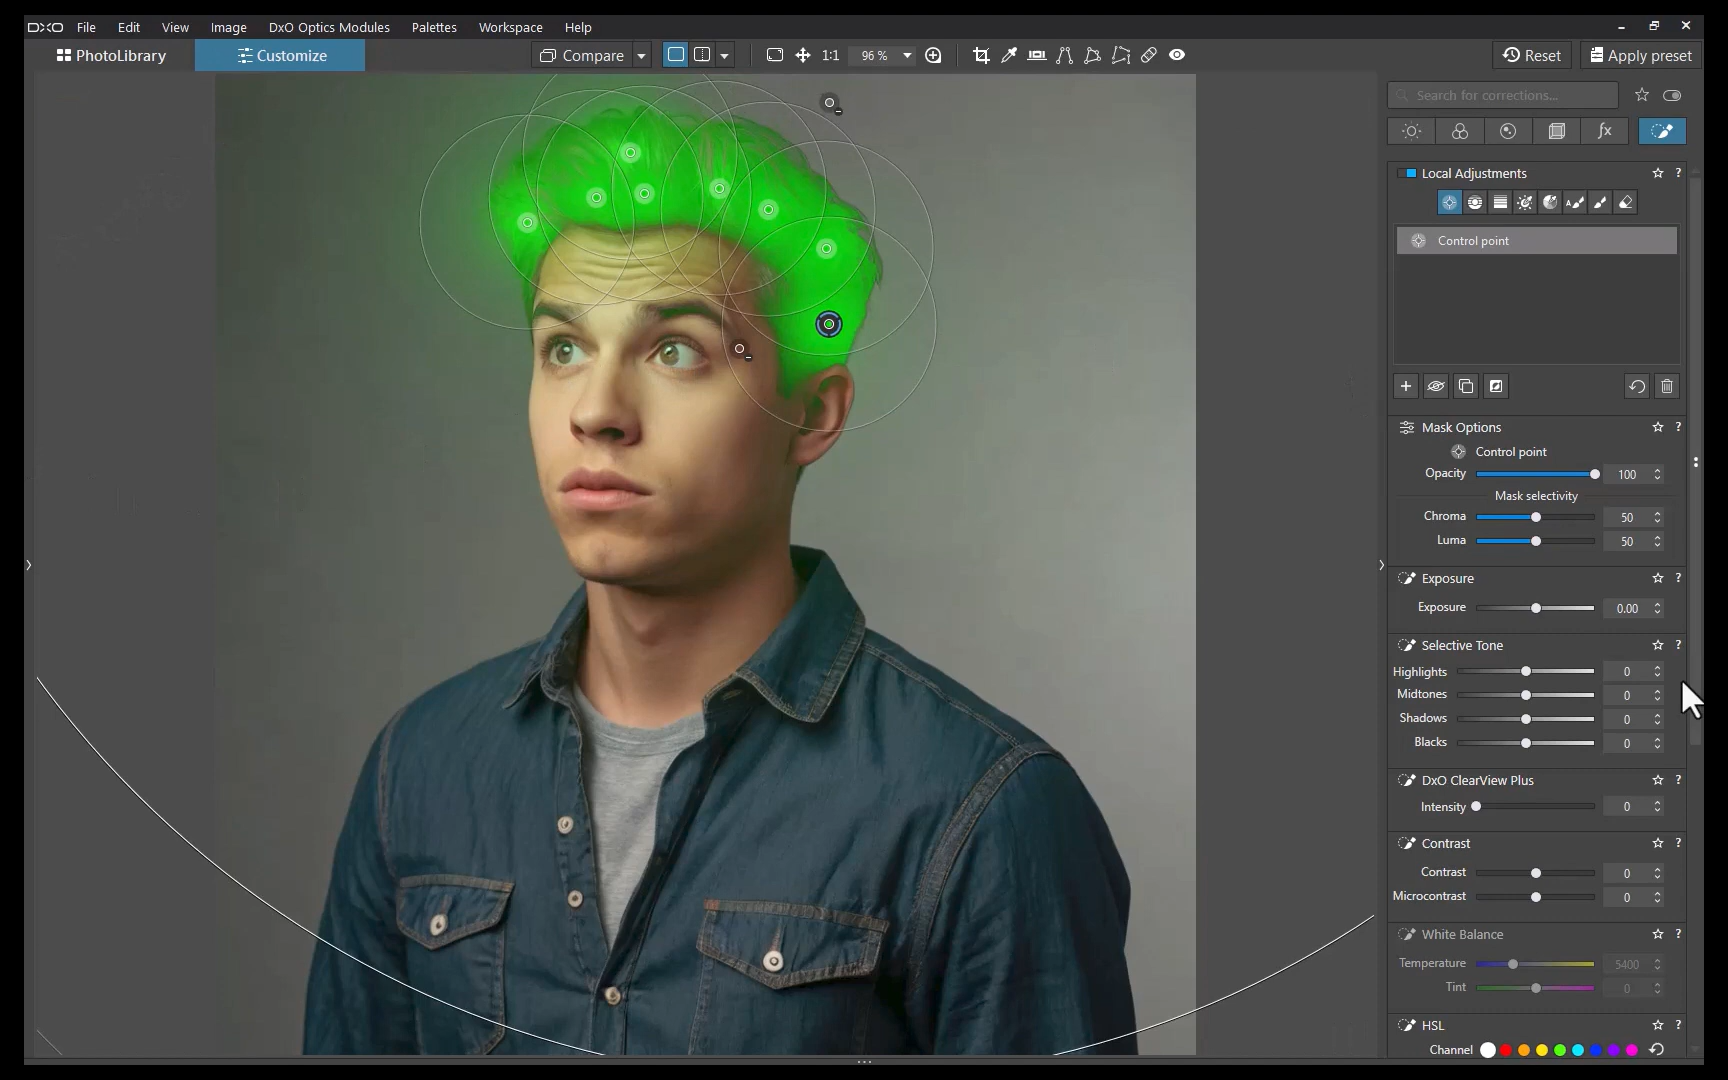 DXO File Edit View Image DxO Optics Modules Palettes Workspace Help
PhotoLibrary Customize Compare 1:1 96 % Reset Apply preset
Search for corrections...
fx
Local Adjustments ?
A
Control point
Mask Options ?
Control point
Opacity 100
Mask selectivity
Chroma 50
Luma 50
Exposure ?
Exposure 0.00
Selective Tone ?
Highlights 0
Midtones 0
Shadows 0
Blacks 0
DxO ClearView Plus ?
Intensity 0
Contrast ?
Contrast 0
Microcontrast 0
White Balance ?
Temperature 5400
Tint 0
HSL ?
Channel